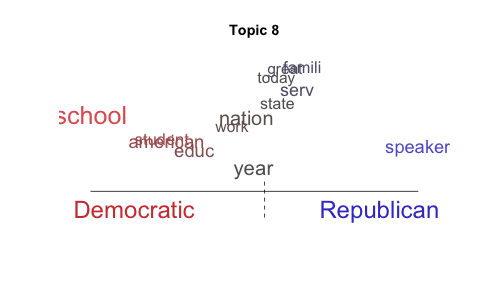 Topic 8
great famili
today
serv
state
school
nation
work
student
american
educ
speaker
year
Democratic Republican